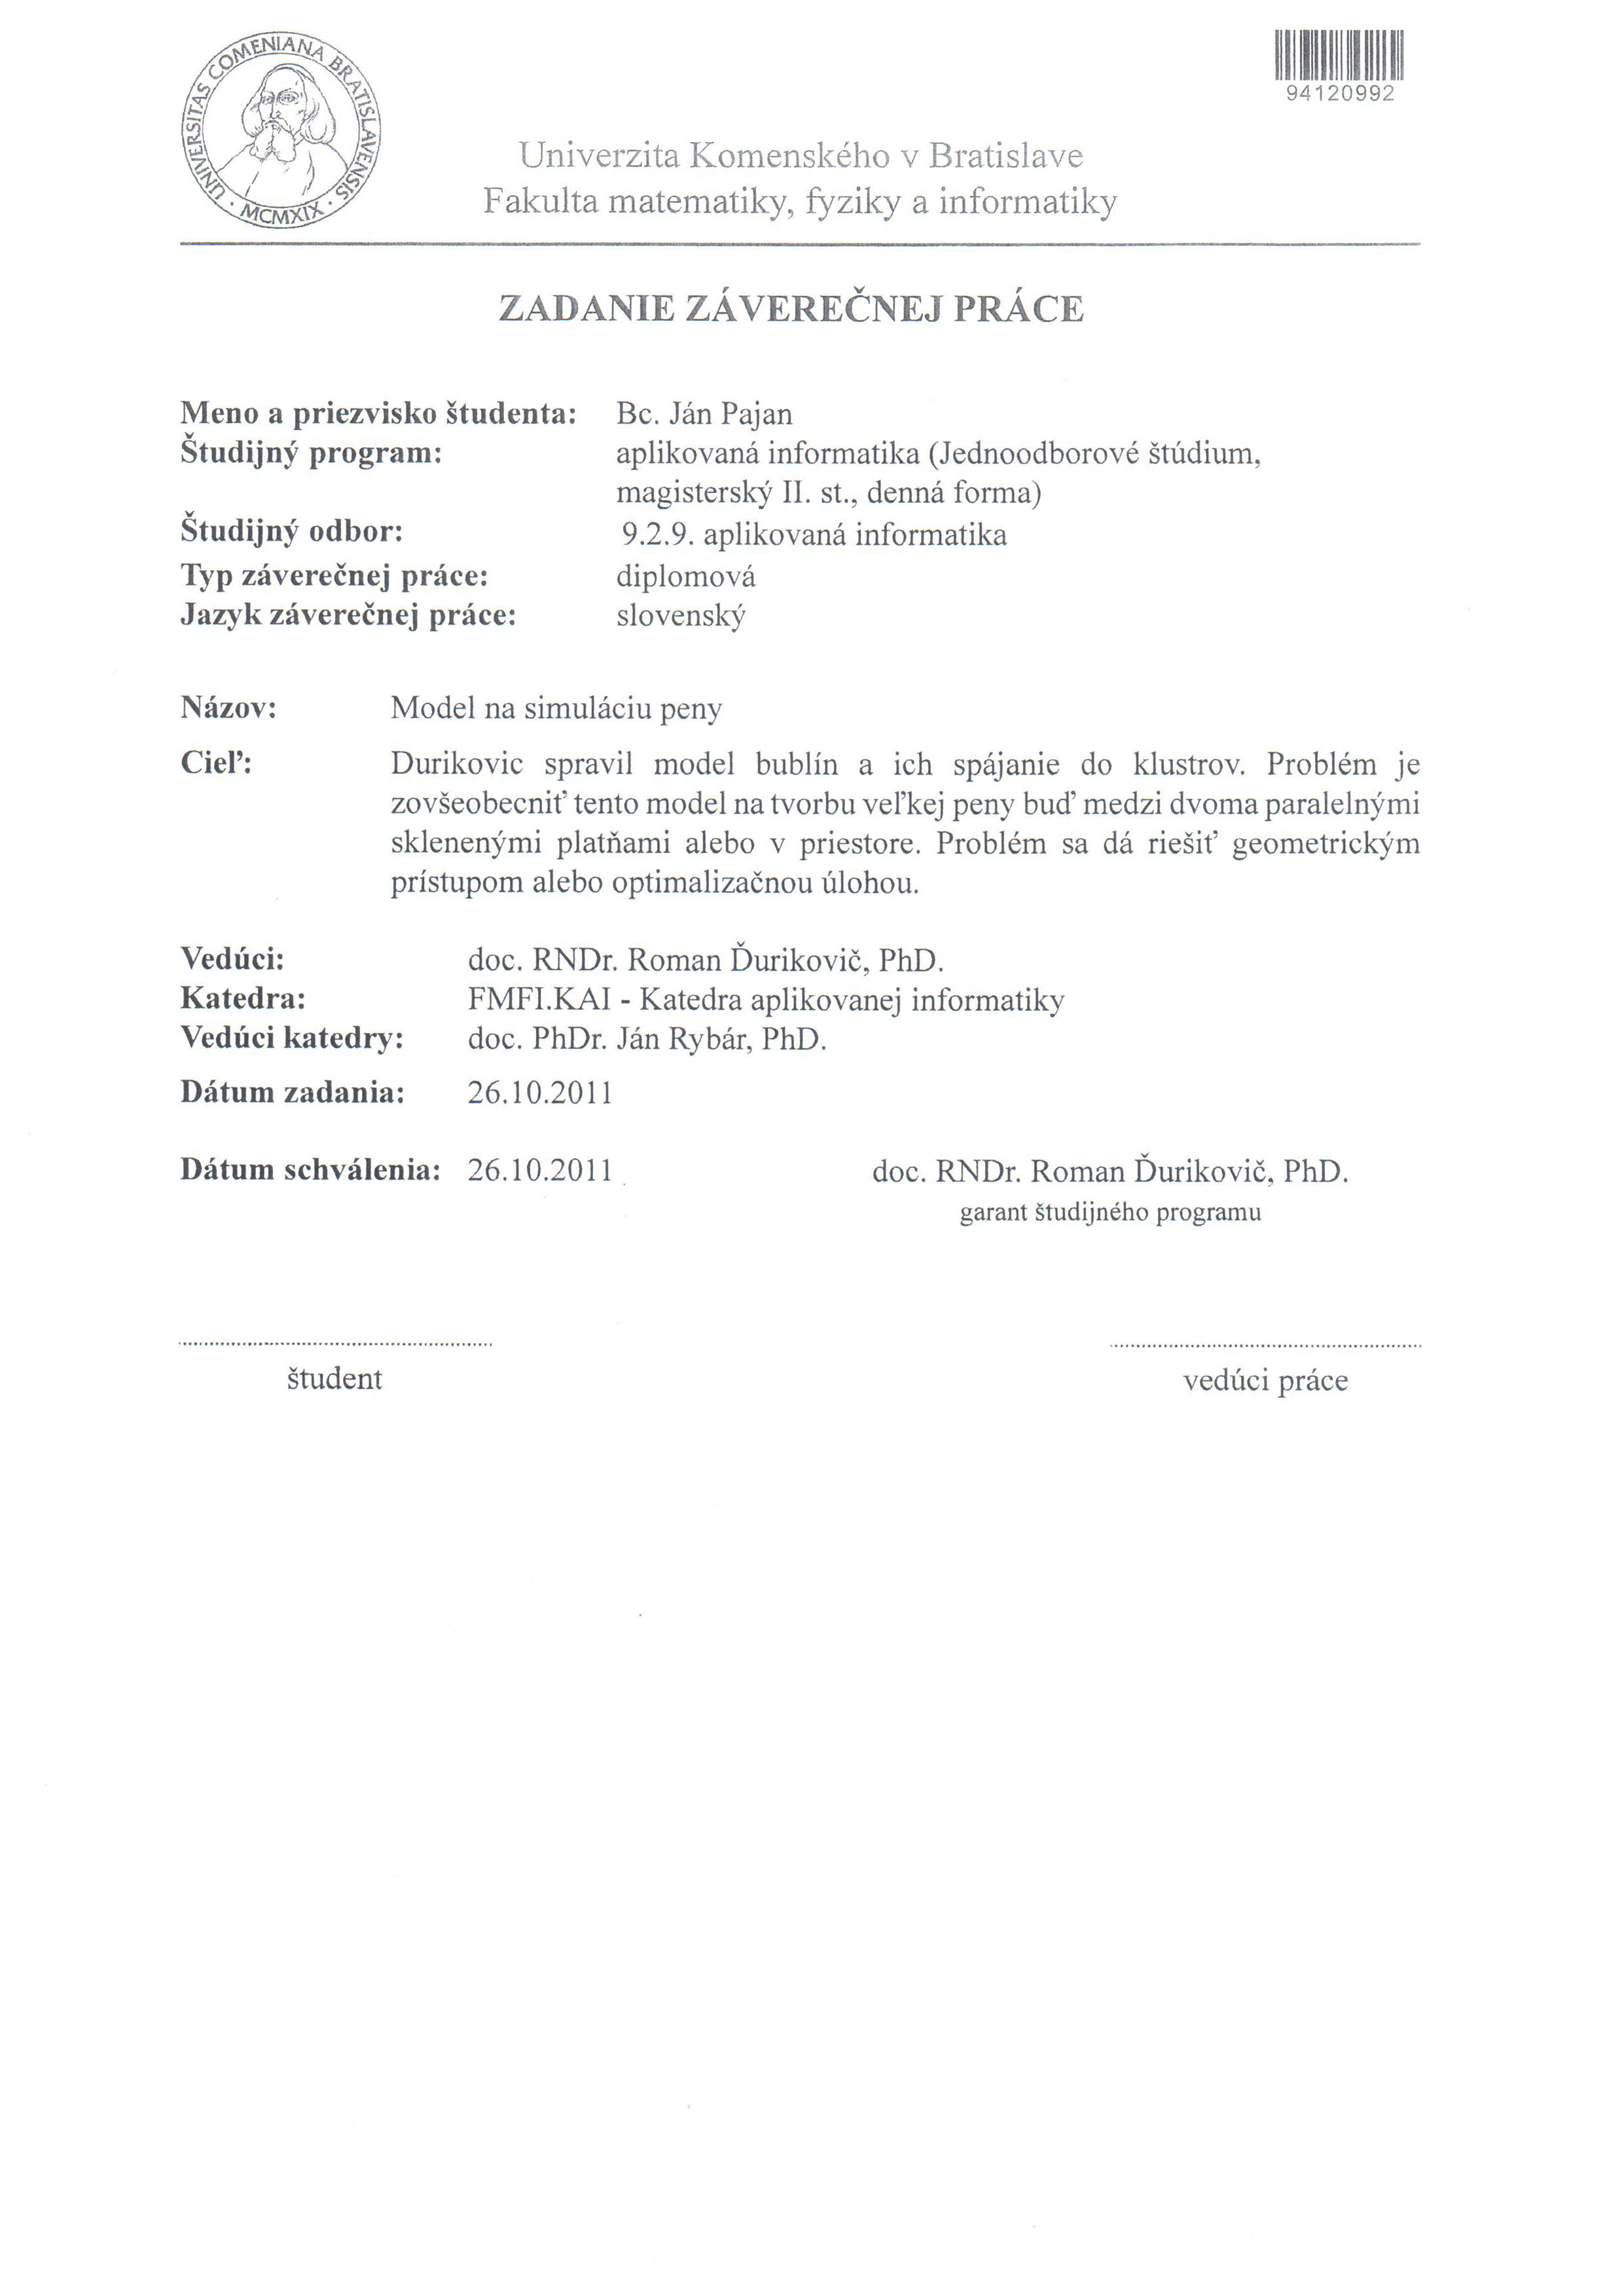 UNIVERSITAS COMENIANA BRATISLAVENSIS · MCMXIX ·
94120992
Univerzita Komenského v Bratislave
Fakulta matematiky, fyziky a informatiky
ZADANIE ZÁVEREČNEJ PRÁCE
Meno a priezvisko študenta: Bc. Ján Pajan
Študijný program: aplikovaná informatika (Jednoodborové štúdium,
magisterský II. st., denná forma)
Študijný odbor: 9.2.9. aplikovaná informatika
Typ záverečnej práce: diplomová
Jazyk záverečnej práce: slovenský
Názov: Model na simuláciu peny
Cieľ: Durikovic spravil model bublín a ich spájanie do klustrov. Problém je
zovšeobecniť tento model na tvorbu veľkej peny buď medzi dvoma paralelnými
sklenenými platňami alebo v priestore. Problém sa dá riešiť geometrickým
prístupom alebo optimalizačnou úlohou.
Vedúci: doc. RNDr. Roman Ďurikovič, PhD.
Katedra: FMFI.KAI - Katedra aplikovanej informatiky
Vedúci katedry: doc. PhDr. Ján Rybár, PhD.
Dátum zadania: 26.10.2011
Dátum schválenia: 26.10.2011 doc. RNDr. Roman Ďurikovič, PhD.
garant študijného programu
študent vedúci práce